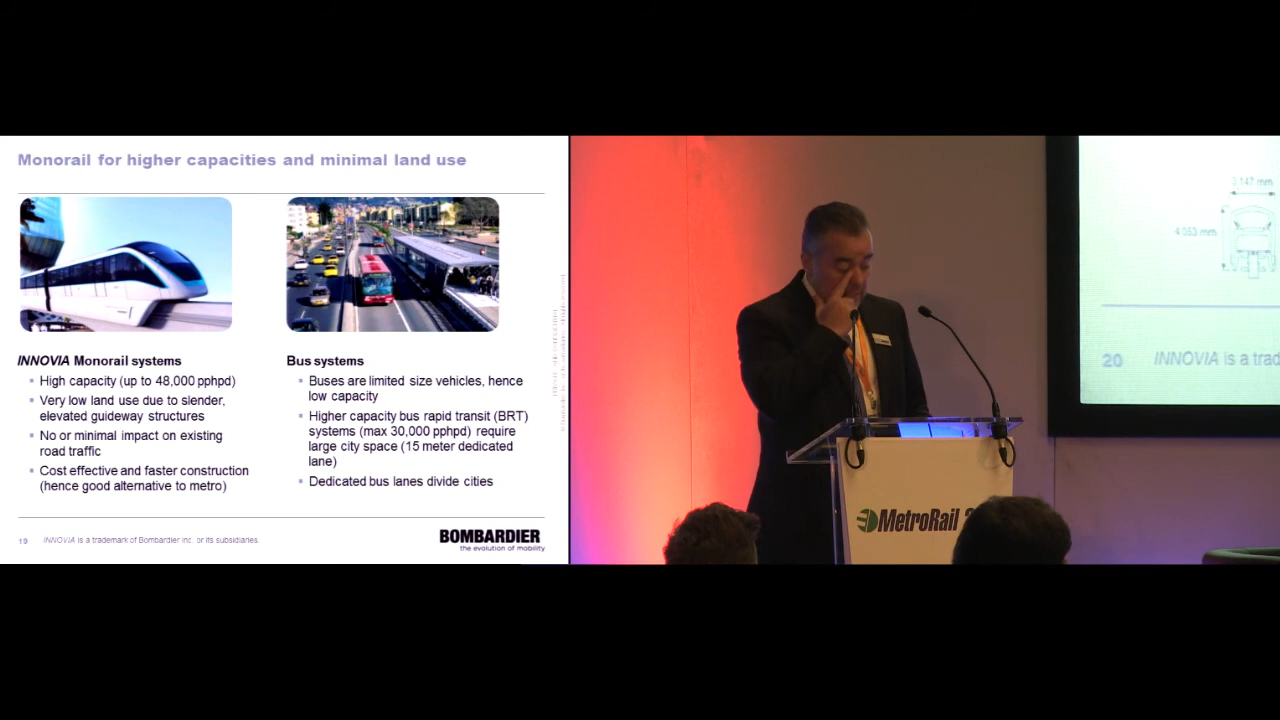 Monorail for higher capacities and minimal land use
INNOVIA Monorail systems
High capacity (up to 48,000 pphpd)
Very low land use due to slender,
elevated guideway structures
No or minimal impact on existing
road traffic
Cost effective and faster construction
(hence good alternative to metro)
Bus systems
Buses are limited size vehicles, hence
low capacity
Higher capacity bus rapid transit (BRT)
systems (max 30,000 pphpd) require
large city space (15 meter dedicated
lane)
Dedicated bus lanes divide cities
19
INNOVIA is a trademark of Bombardier Inc. or its subsidiaries.
BOMBARDIER
the evolution of mobility
MetroRail
3.147 mm
4.053 mm
20 INNOVIA is a trad